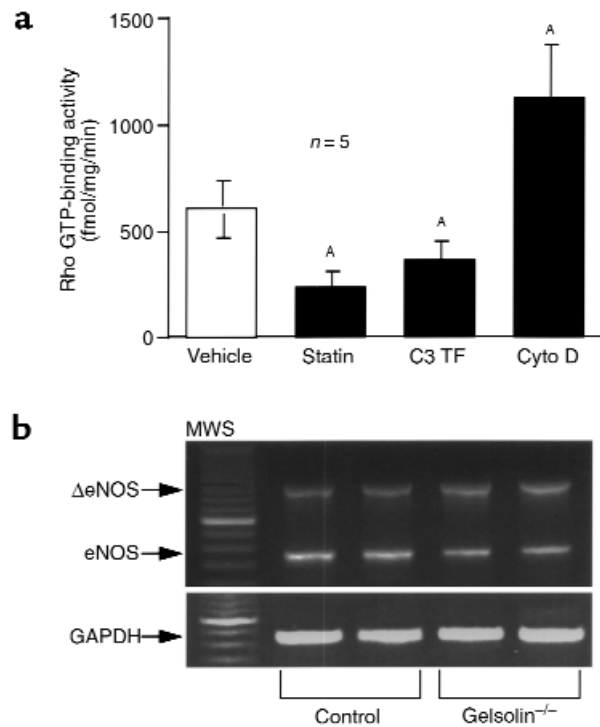 a
Rho GTP-binding activity
(fmol/mg/min)
1500
1000
500
0
n = 5
A
A
A
Vehicle
Statin
C3 TF
Cyto D
b
MWS
ΔeNOS
eNOS
GAPDH
Control
Gelsolin–/–